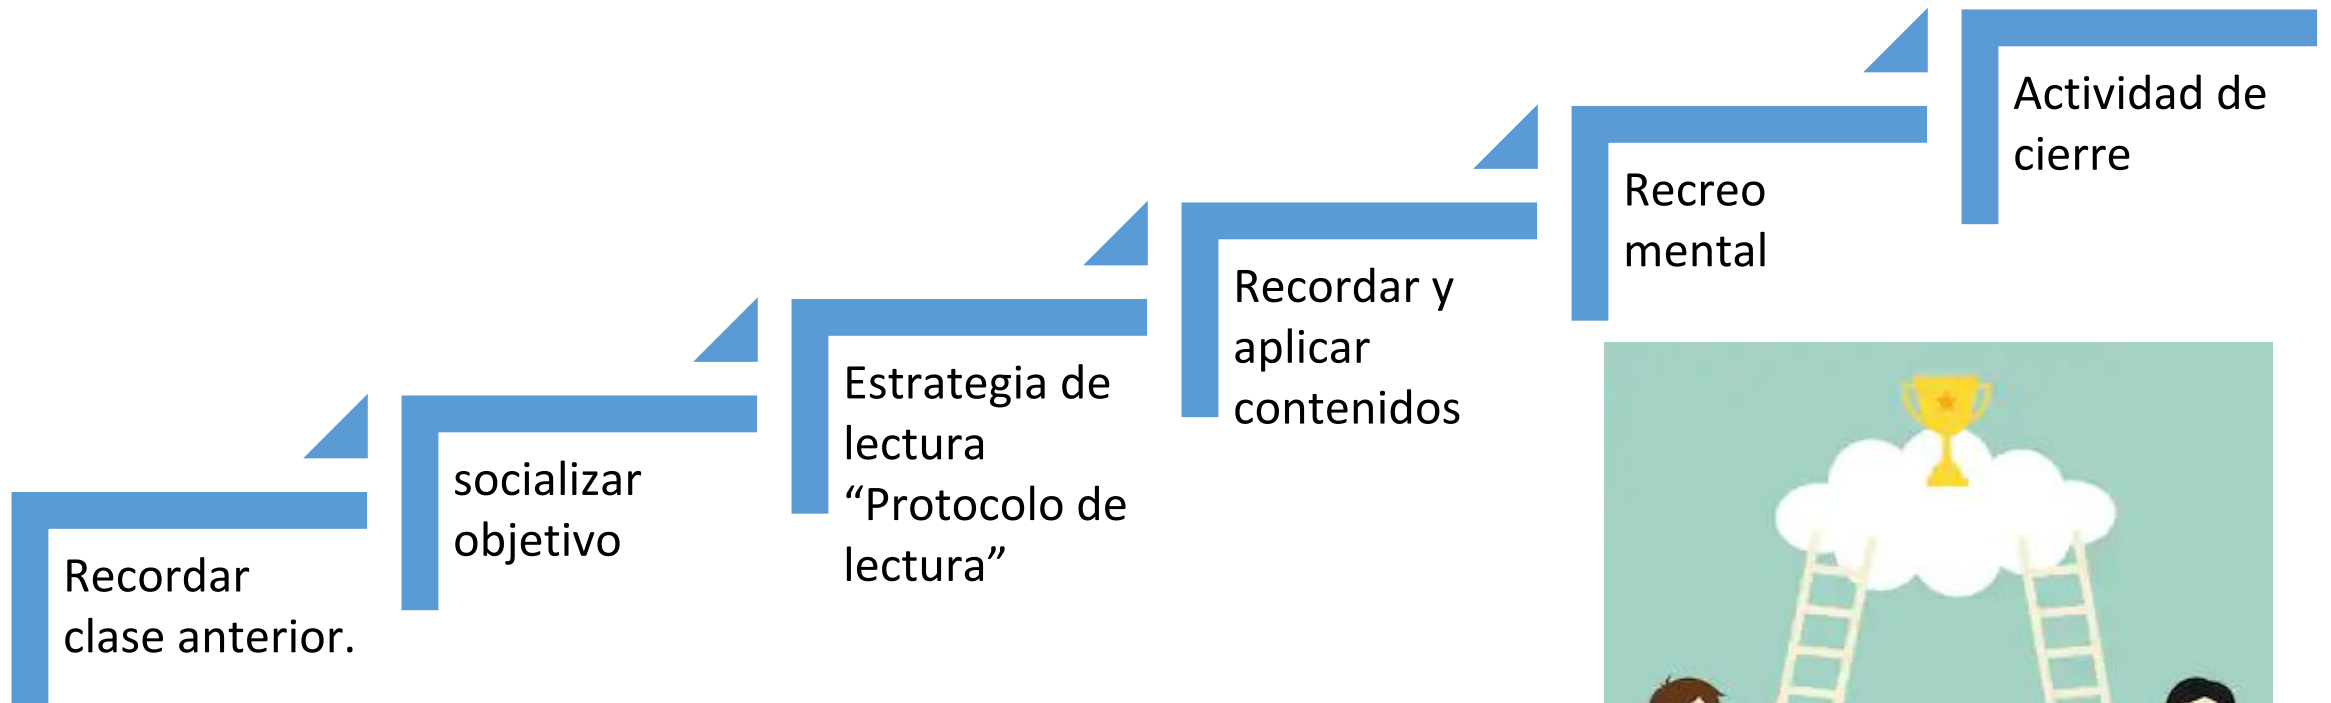 Recordar
clase anterior.
socializar
objetivo
Estrategia de
lectura
“Protocolo de
lectura”
Recordar y
aplicar
contenidos
Recreo
mental
Actividad de
cierre